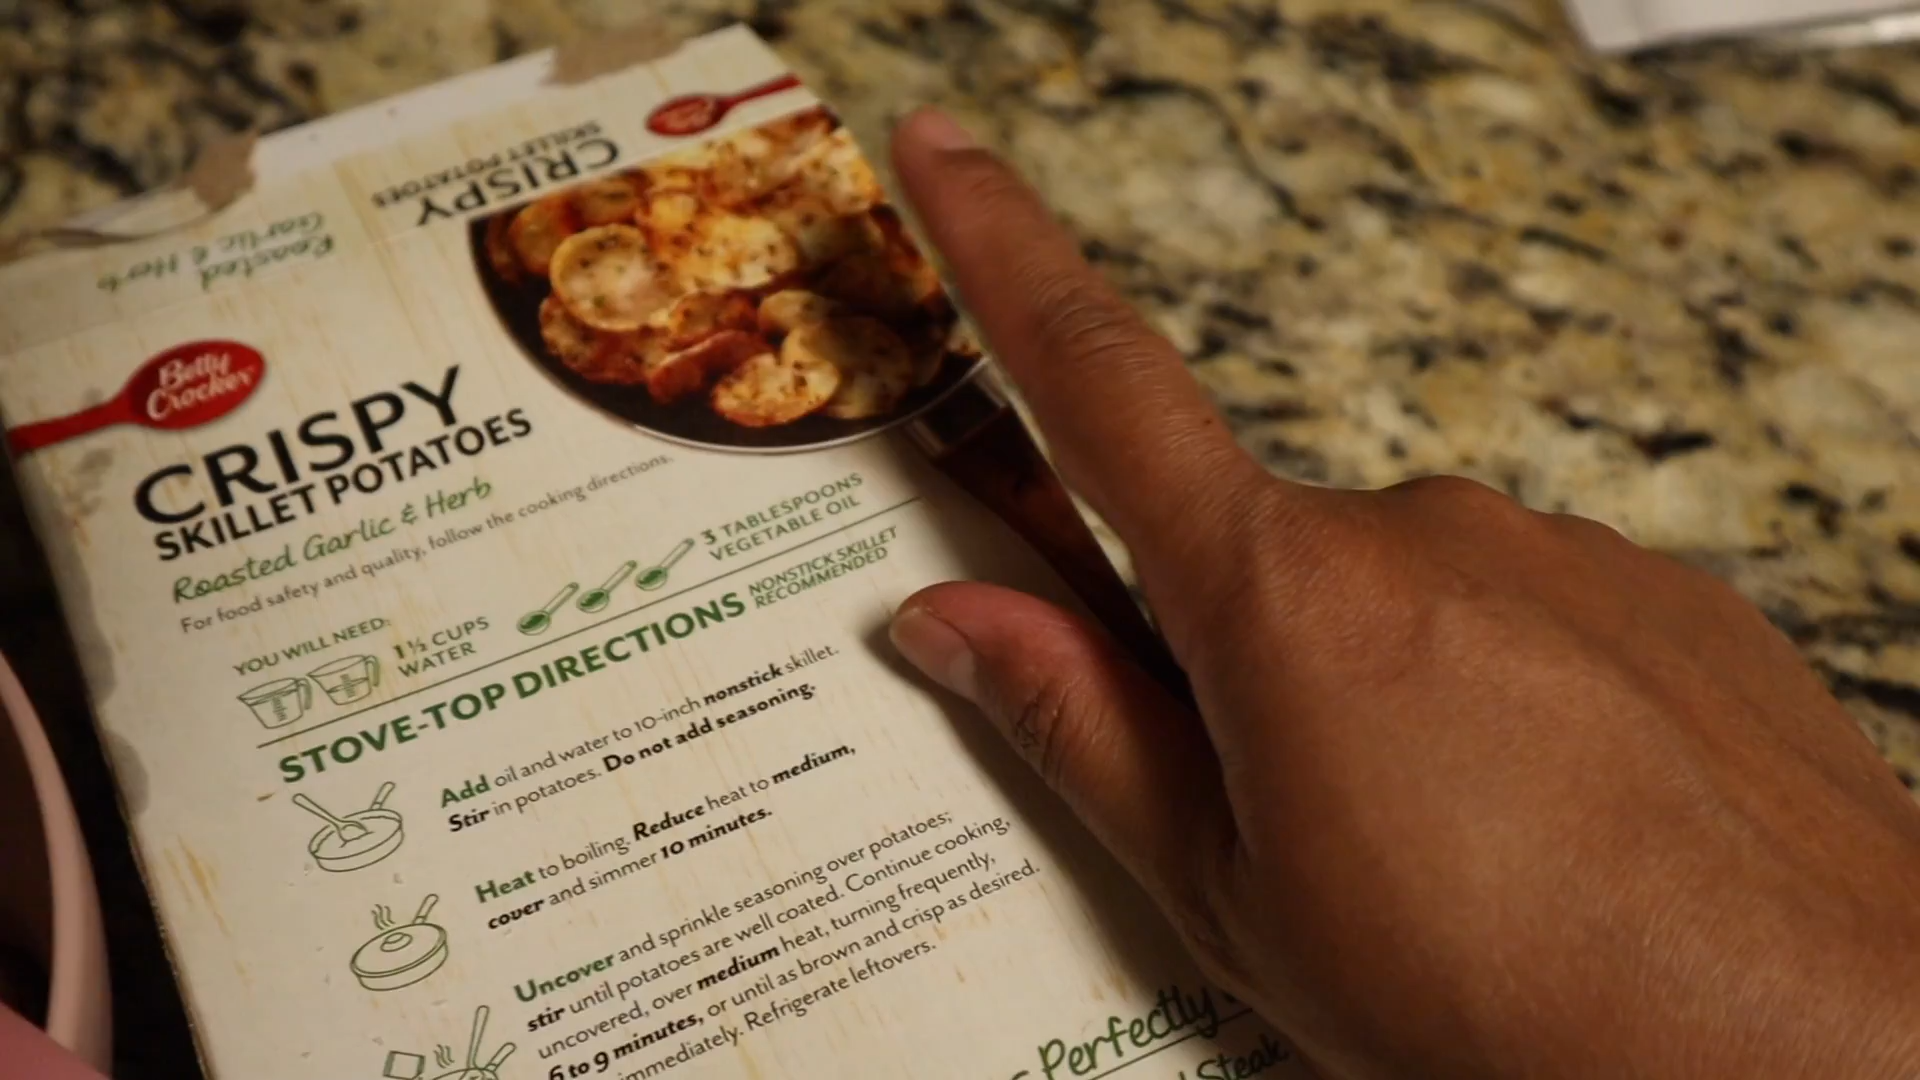 CRISPY
SKILLET POTATOES
Roasted
Garlic & Herb
Betty
Crocker
CRISPY
SKILLET POTATOES
Roasted Garlic & Herb
For food safety and quality, follow the cooking directions.
YOU WILL NEED:
1 ½ CUPS
WATER
3 TABLESPOONS
VEGETABLE OIL
STOVE-TOP DIRECTIONS
NONSTICK SKILLET
RECOMMENDED
Add oil and water to 10-inch nonstick skillet.
Stir in potatoes. Do not add seasoning.
Heat to boiling. Reduce heat to medium,
cover and simmer 10 minutes.
Uncover and sprinkle seasoning over potatoes;
stir until potatoes are well coated. Continue cooking,
uncovered, over medium heat, turning frequently,
6 to 9 minutes, or until as brown and crisp as desired.
immediately. Refrigerate leftovers.
Perfectly
Steak